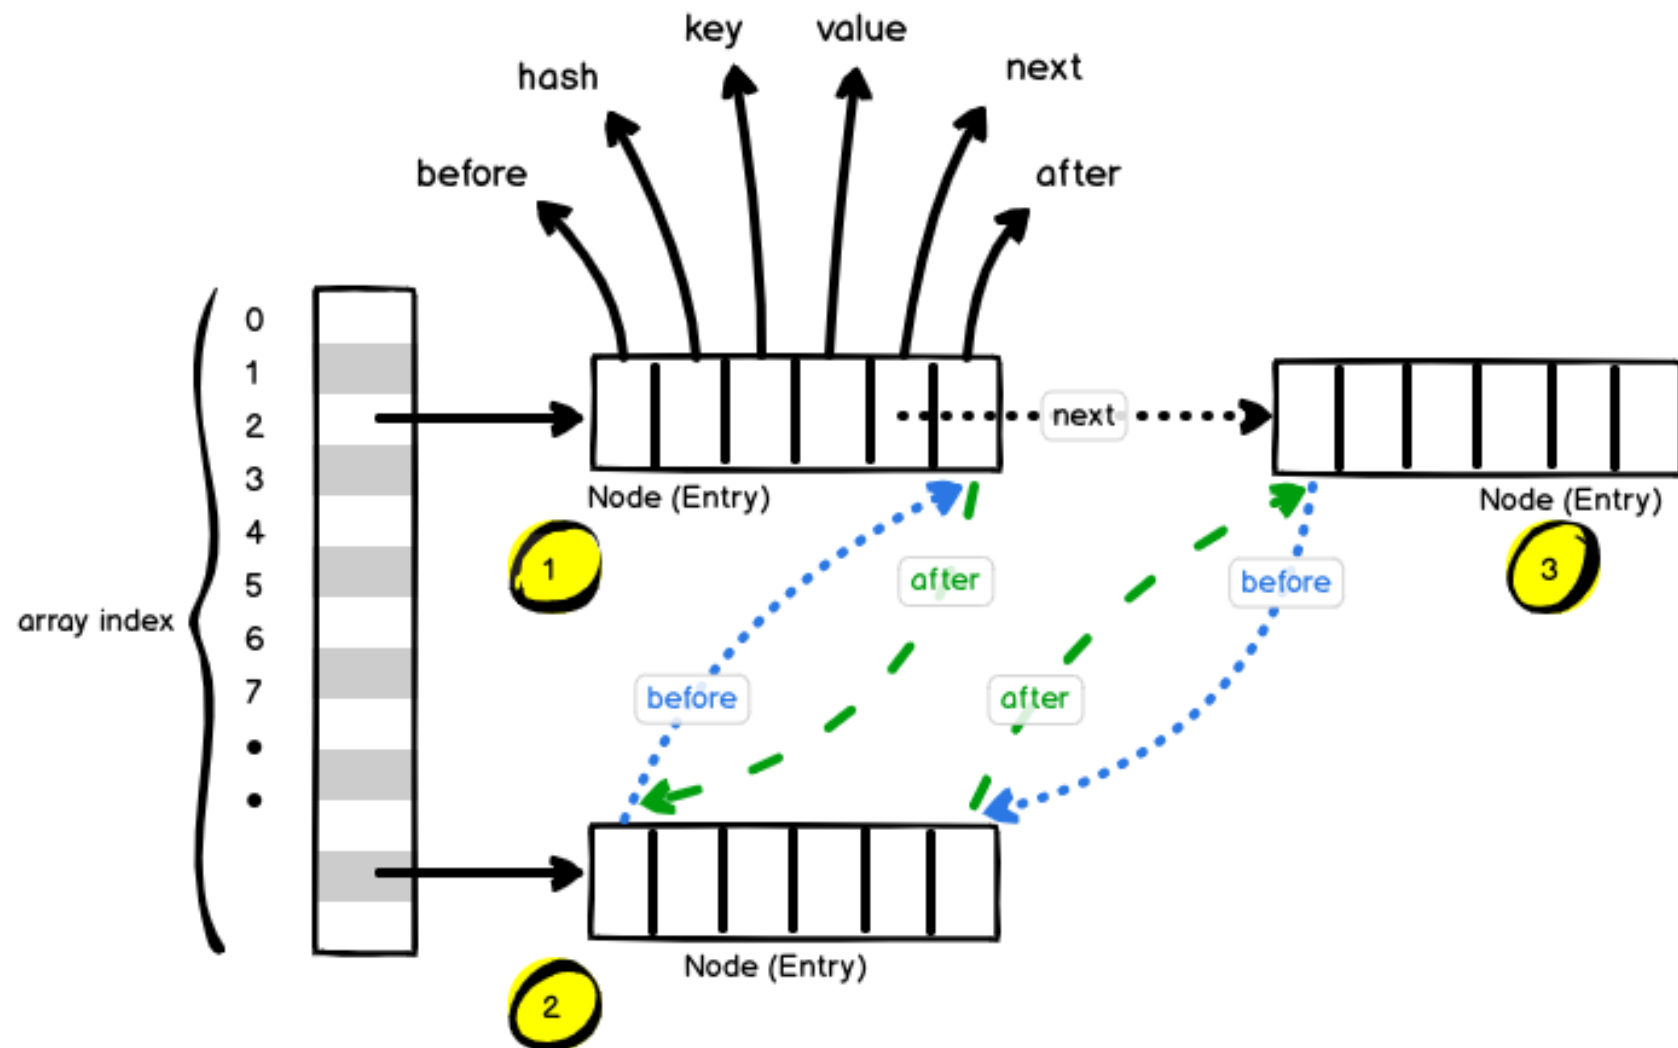 key
value
hash
next
before
after
0
1
2
3
4
5
6
7
array index
next
Node (Entry)
Node (Entry)
1
3
after
before
before
after
Node (Entry)
2